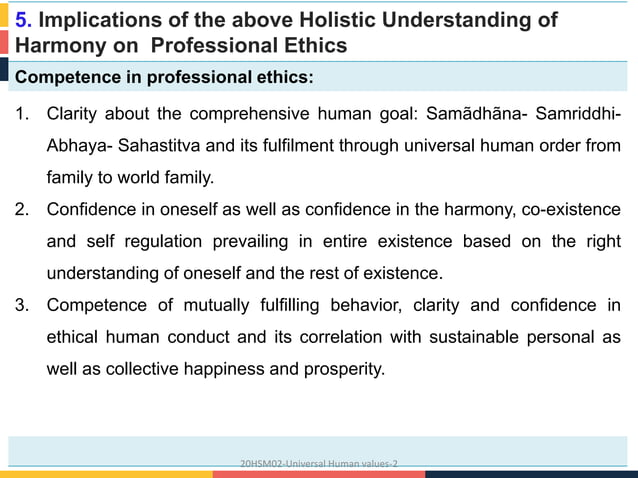 5. Implications of the above Holistic Understanding of
Harmony on Professional Ethics
Competence in professional ethics:
1. Clarity about the comprehensive human goal: Samãdhãna- Samriddhi-
Abhaya- Sahastitva and its fulfilment through universal human order from
family to world family.
2. Confidence in oneself as well as confidence in the harmony, co-existence
and self regulation prevailing in entire existence based on the right
understanding of oneself and the rest of existence.
3. Competence of mutually fulfilling behavior, clarity and confidence in
ethical human conduct and its correlation with sustainable personal as
well as collective happiness and prosperity.
20HSM02-Universal Human values-2